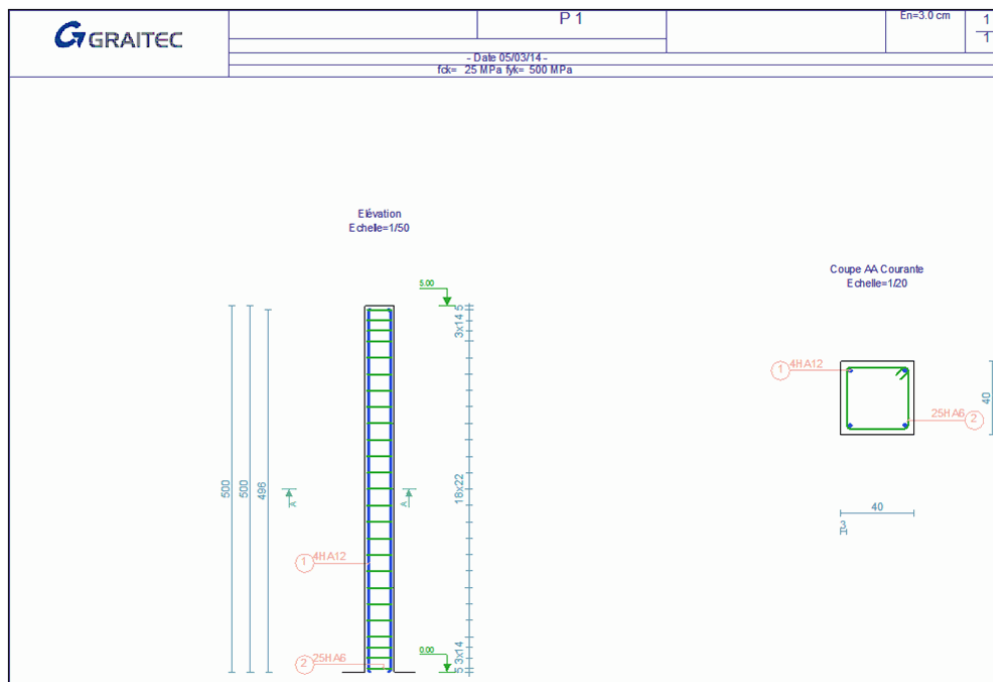 GRAITEC
P 1
En=3.0 cm
1
1
- Date 05/03/14 -
fck= 25 MPa fyk= 500 MPa
Elévation
Echelle=1/50
Coupe AA Courante
Echelle=1/20
5.00
5
3x14
1 4HA12
40
25HA6 2
500
500
496
A
A
18x22
40
3
1 4HA12
0.00
3x14
2 25HA6
5